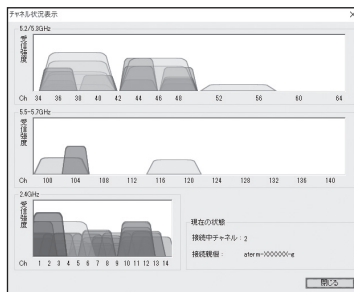 チャネル状況表示
5.2/5.3GHz
受信強度
Ch 34 36 38 40 42 44 46 48 52 56 60 64
5.5-5.7GHz
受信強度
Ch 100 104 108 112 116 120 124 128 132 136 140
2.4GHz
受信強度
Ch 1 2 3 4 5 6 7 8 9 10 11 12 13 14
現在の状態
接続中チャネル : 2
接続親機 : aterm-XXXXXX-g
閉じる